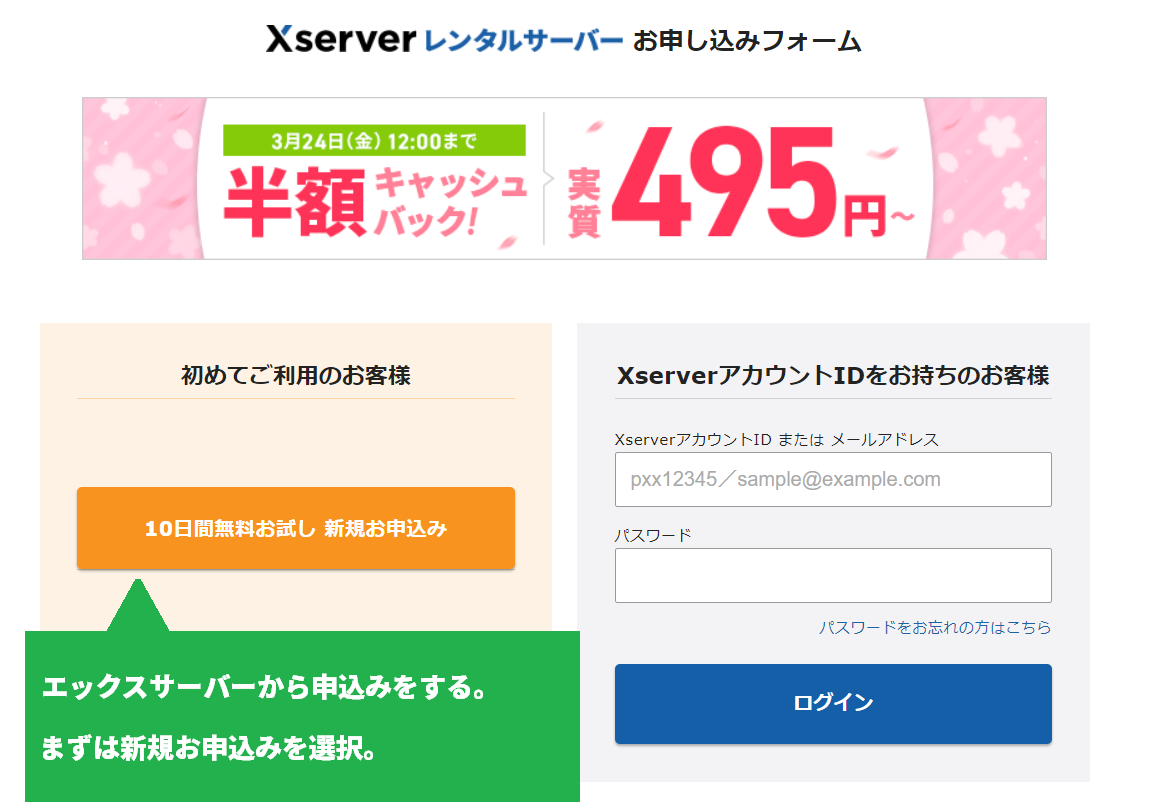 Xserver レンタルサーバー お申し込みフォーム
3月24日(金) 12:00まで
半額 キャッシュ
バック!
実質 495円~
初めてご利用のお客様
10日間無料お試し 新規お申込み
エックスサーバーから申込みをする。
まずは新規お申込みを選択。
XserverアカウントIDをお持ちのお客様
XserverアカウントID または メールアドレス
pxx12345／sample@example.com
パスワード
パスワードをお忘れの方はこちら
ログイン